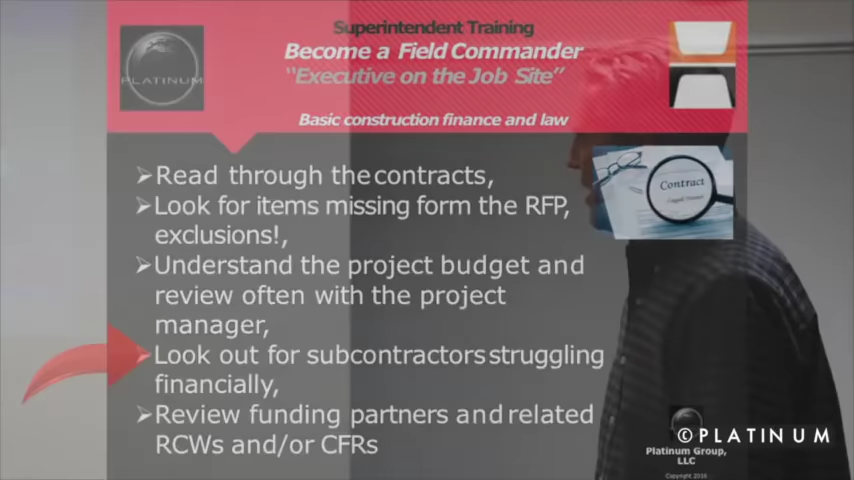 Superintendent Training
Become a Field Commander
"Executive on the Job Site"
Basic construction finance and law
PLATINUM
➢Read through the contracts,
➢Look for items missing form the RFP,
exclusions!,
➢Understand the project budget and
review often with the project
manager,
➢Look out for subcontractors struggling
financially,
➢Review funding partners and related
RCWs and/or CFRs
Contract
©PLATINUM
Platinum Group,
LLC
Copyright 2016